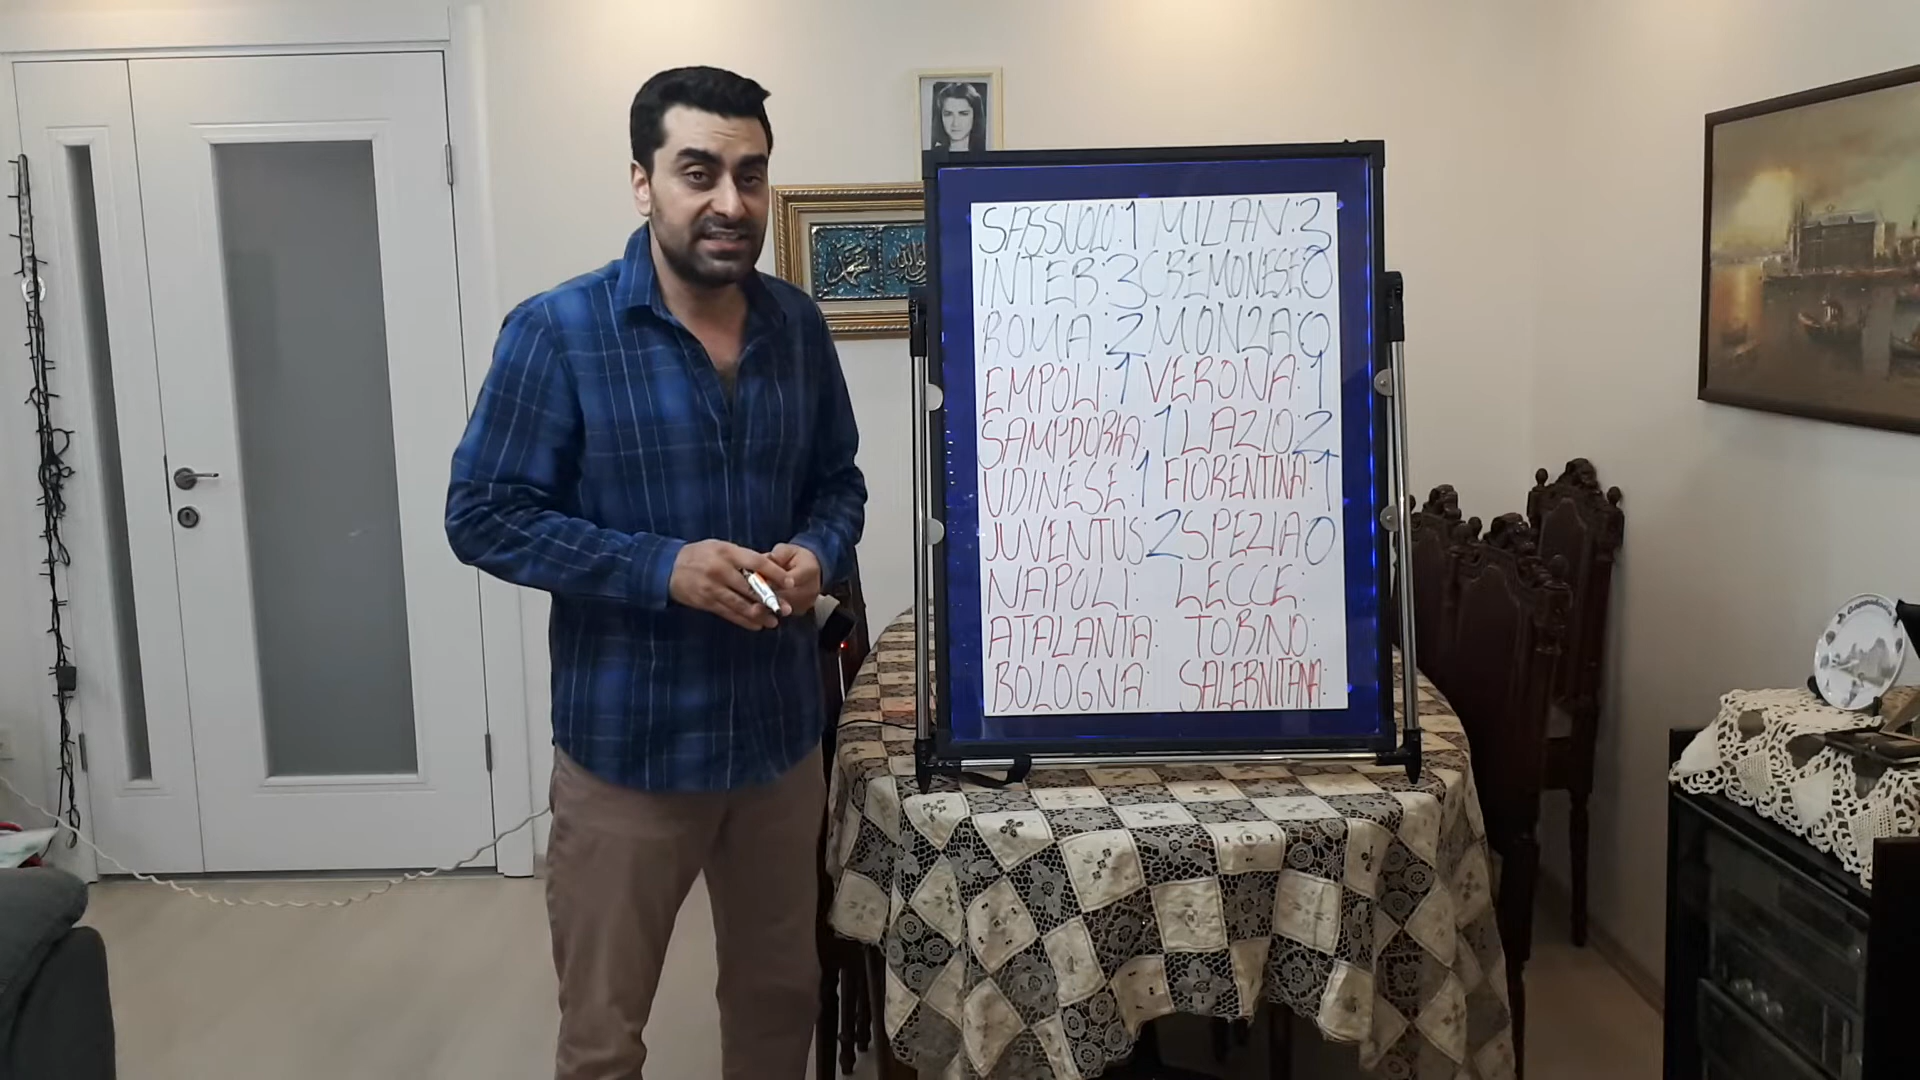 SASSUOLO:1 MILAN:3
INTER:3 CREMONESE:0
ROMA:2 MONZA:0
EMPOLI:1 VERONA:1
SAMPDORIA:1 LAZIO:2
UDINESE:1 FIORENTINA:1
JUVENTUS:2 SPEZIA 0
NAPOLI: LECCE:
ATALANTA: TORINO:
BOLOGNA: SALERNITANA: